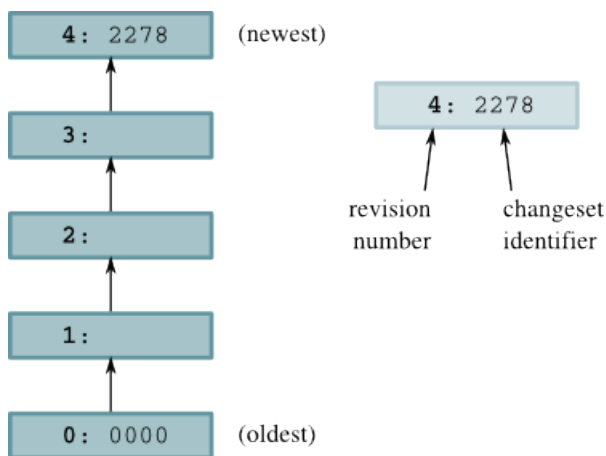 4: 2278 (newest)
3:
2:
1:
0: 0000 (oldest)
4: 2278
revision number
changeset identifier